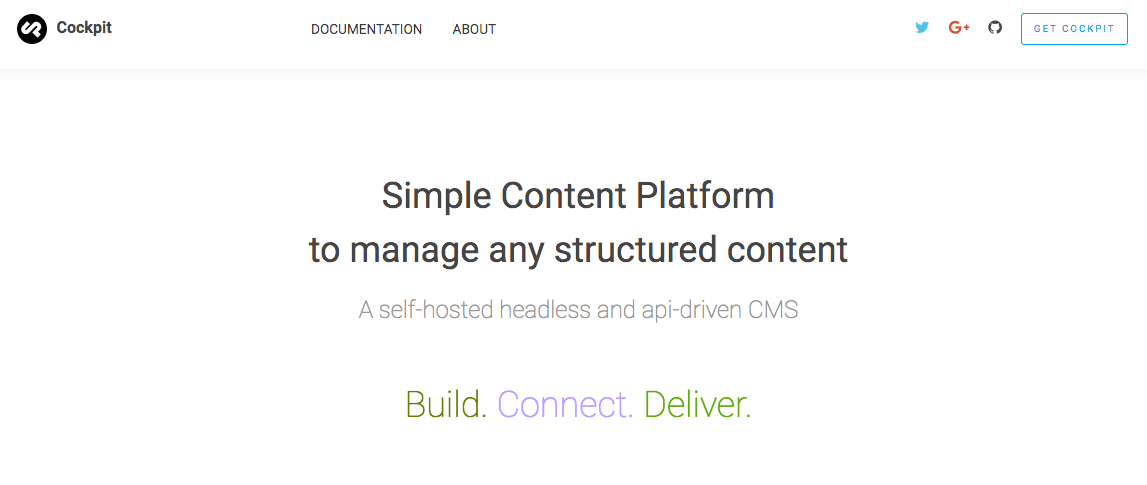 Cockpit
DOCUMENTATION ABOUT
G+
GET COCKPIT
Simple Content Platform
to manage any structured content
A self-hosted headless and api-driven CMS
Build. Connect. Deliver.